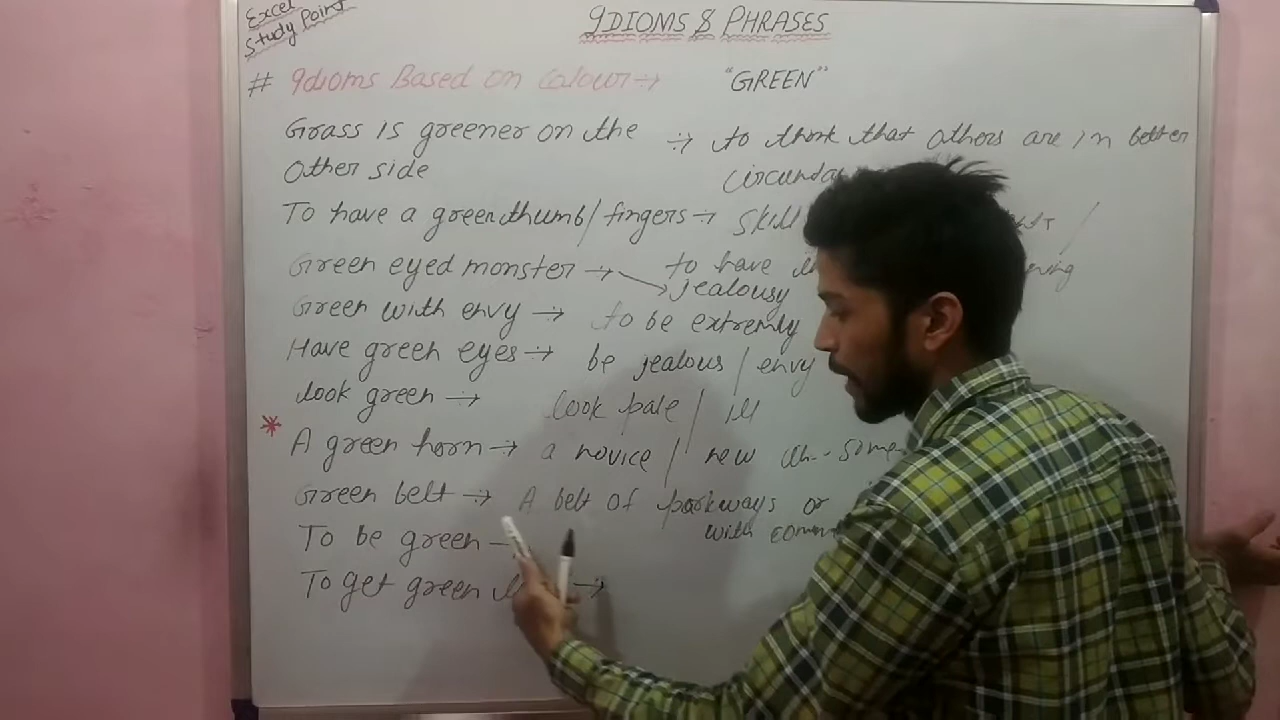 Excel
Study Point
IDIOMS & PHRASES
# Idioms Based on Colour → "GREEN"
Grass is greener on the → to think that others are in better
other side
To have a green thumb/fingers → skill
Green eyed monster → to have
jealousy
Green with envy → to be extremly
Have green eyes → be jealous / envy
look green → look pale / ill
* A green horn → a novice / new
Green belt → A belt of parkways or
with
To be green
To get green →